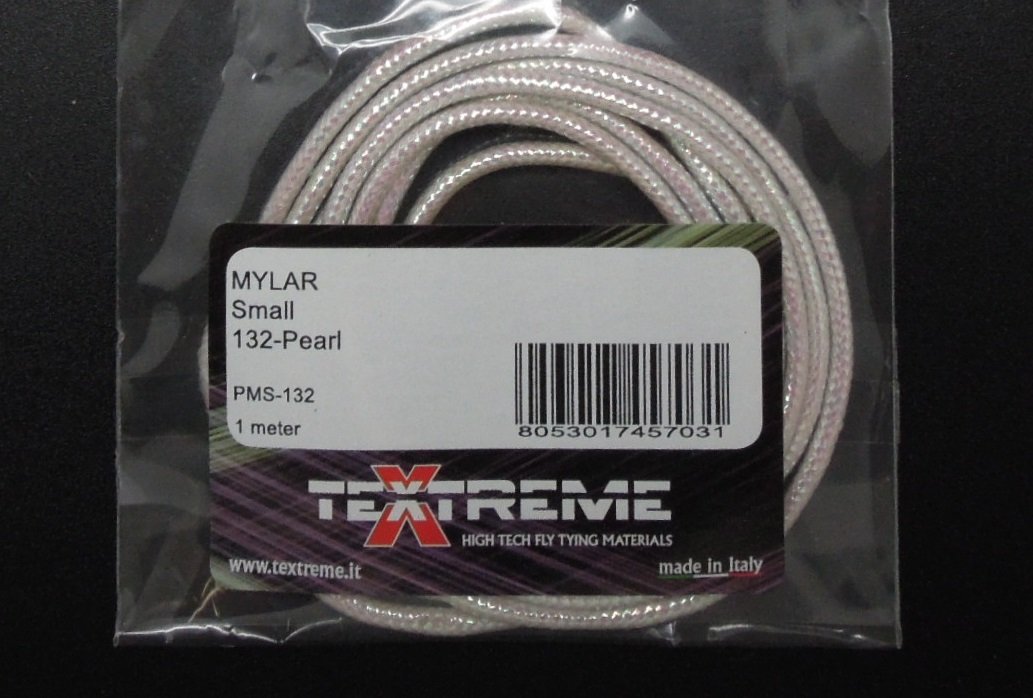 MYLAR
Small
132-Pearl
PMS-132
1 meter
8053017457031
TEXTREME
HIGH TECH FLY TYING MATERIALS
www.textreme.it
made in Italy